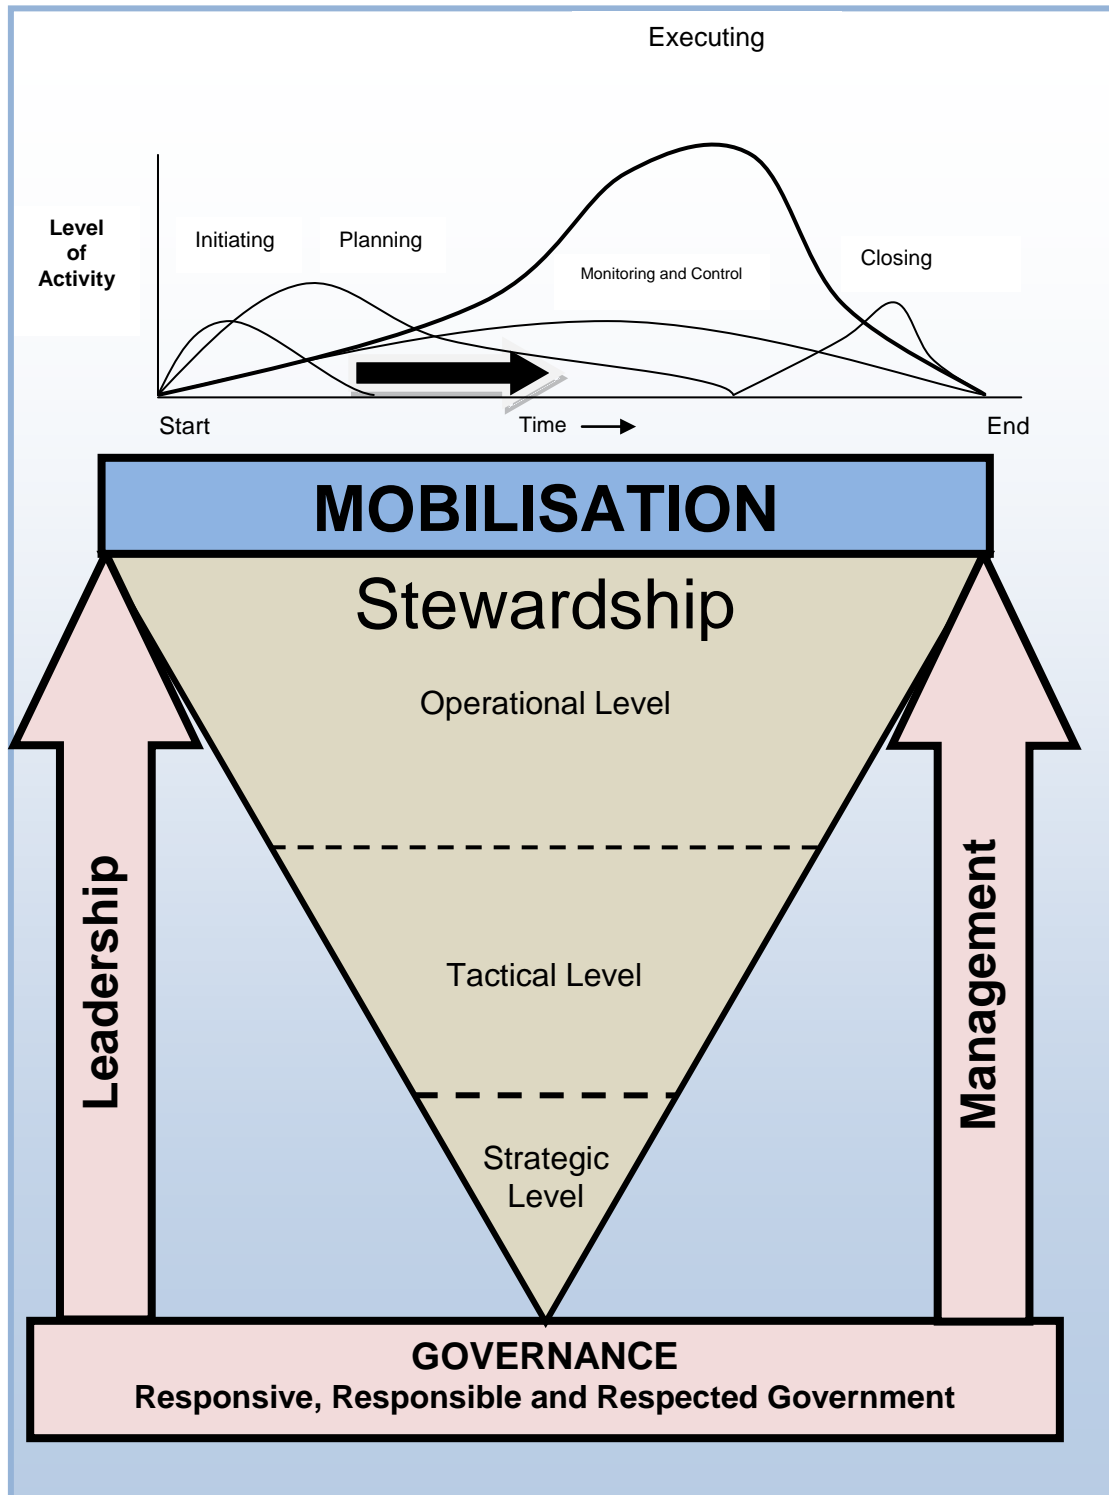 Executing
Level
of
Activity
Initiating
Planning
Monitoring and Control
Closing
Start
Time
End
MOBILISATION
Stewardship
Operational Level
Leadership
Management
Tactical Level
Strategic
Level
GOVERNANCE
Responsive, Responsible and Respected Government